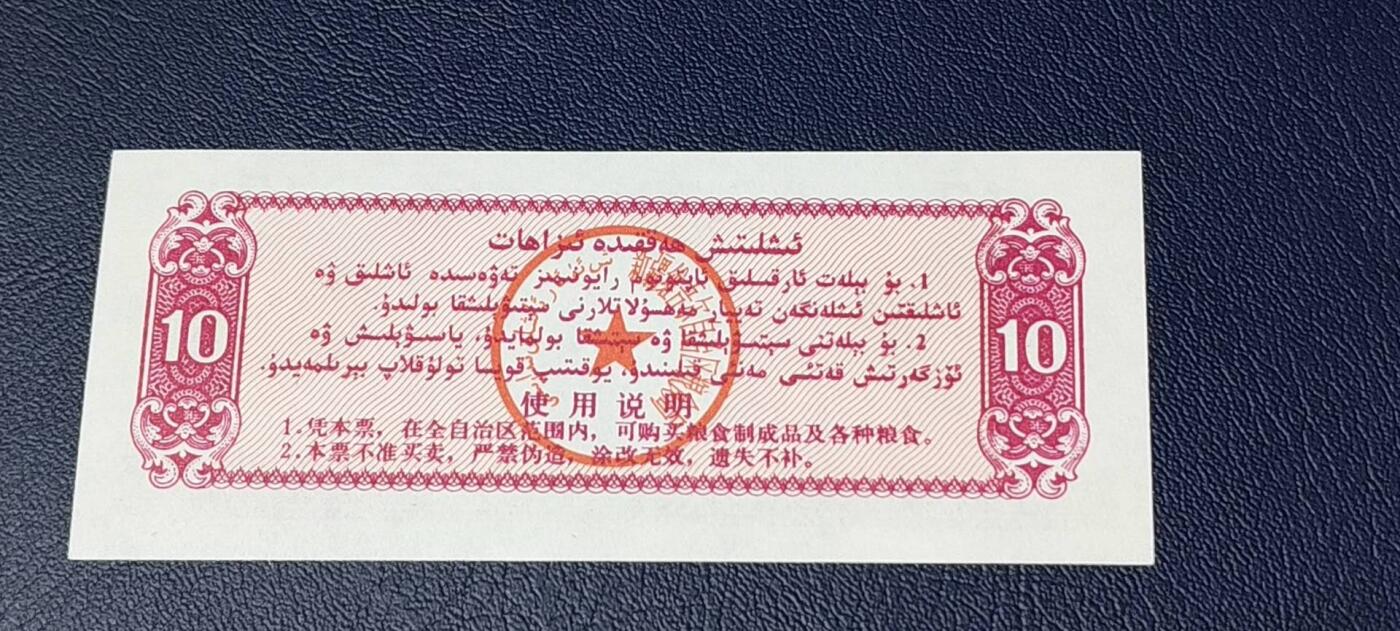 ئىشلىتىش ھەققىدە ئىزاھات
1. بۇ بېلەت ئارقىلىق ئاپتونوم رايونىمىز تەۋەسىدە ئاشلىق ۋە
ئاشلىقتىن ئىشلەنگەن تەييار مەھسۇلاتلارنى سېتىۋېلىشقا بولىدۇ.
2. بۇ بېلەتنى سېتىۋېلىشقا ۋە سېتىشقا بولمايدۇ، ياسىۋېلىش ۋە
ئۆزگەرتىش قەتئىي مەنئى قىلىنىدۇ، يوقىتىپ قويسا تولۇقلاپ بېرىلمەيدۇ.
10
10
使用说明
1.凭本票，在全自治区范围内，可购买粮食制成品及各种粮食。
2.本票不准买卖，严禁伪造，涂改无效，遗失不补。